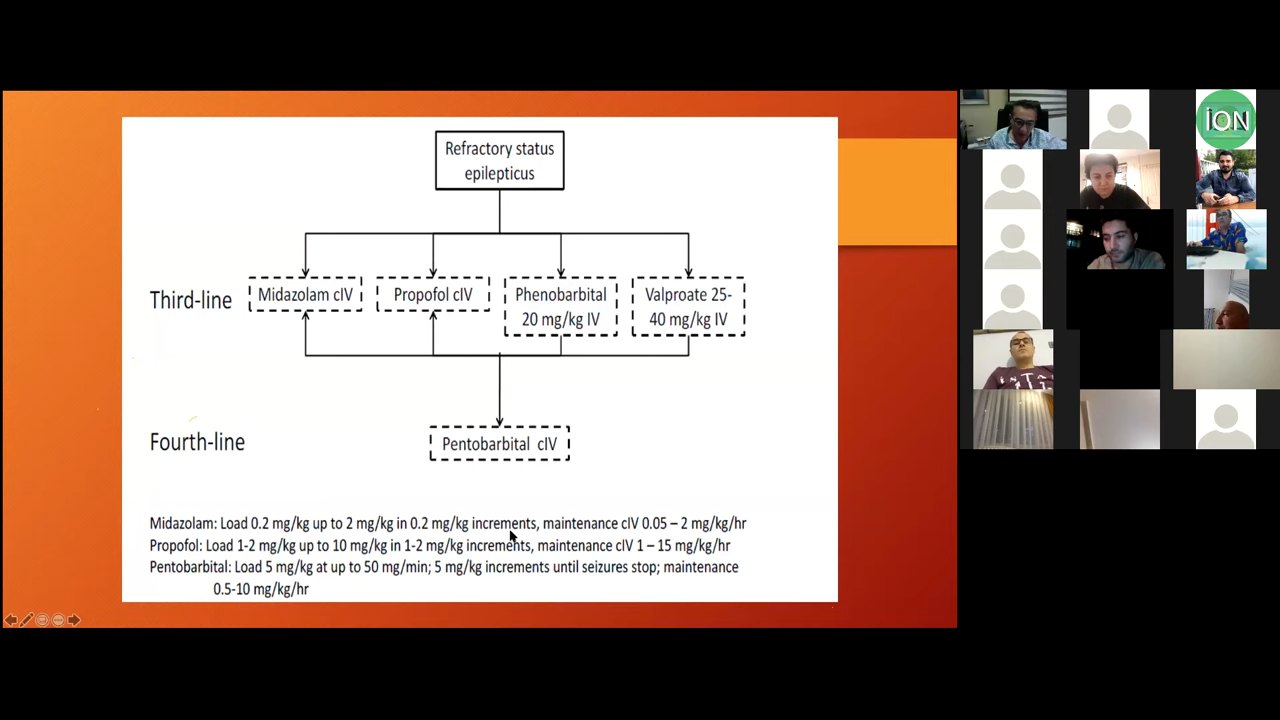 Refractory status
epilepticus
Third-line
Midazolam cIV
Propofol cIV
Phenobarbital
20 mg/kg IV
Valproate 25-
40 mg/kg IV
Fourth-line
Pentobarbital cIV
Midazolam: Load 0.2 mg/kg up to 2 mg/kg in 0.2 mg/kg increments, maintenance cIV 0.05 – 2 mg/kg/hr
Propofol: Load 1-2 mg/kg up to 10 mg/kg in 1-2 mg/kg increments, maintenance cIV 1 – 15 mg/kg/hr
Pentobarbital: Load 5 mg/kg at up to 50 mg/min; 5 mg/kg increments until seizures stop; maintenance
0.5-10 mg/kg/hr
iON